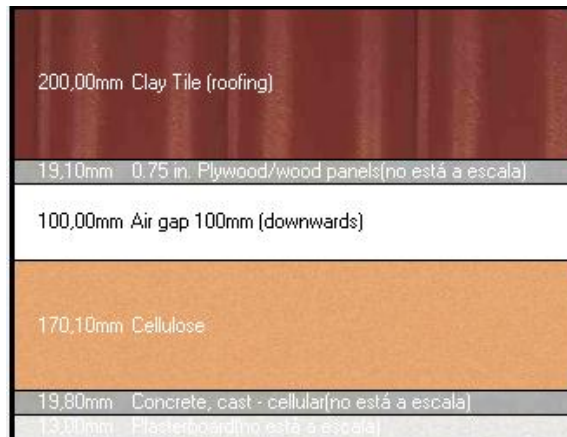 200,00mm Clay Tile (roofing)
19,10mm 0.75 in. Plywood/wood panels(no está a escala)
100,00mm Air gap 100mm (downwards)
170,10mm Cellulose
19,80mm Concrete, cast - cellular(no está a escala)
13,00mm Plasterboard(no está a escala)